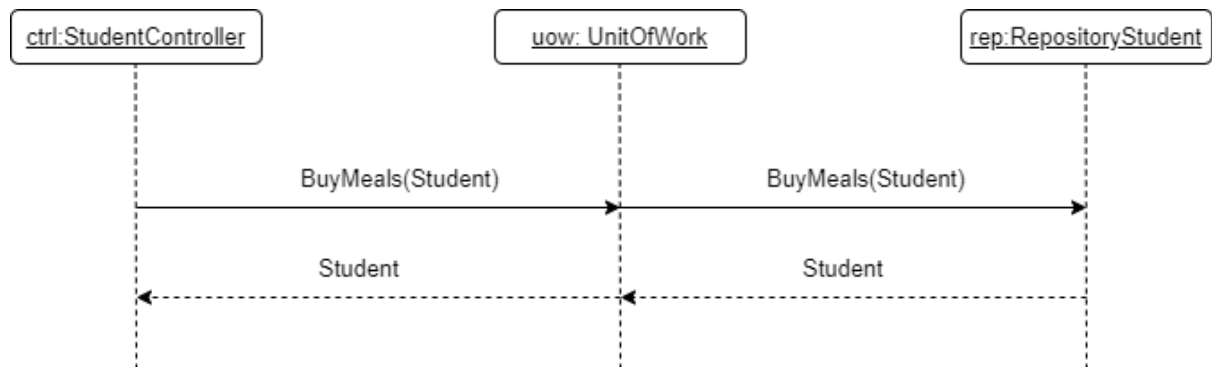 ctrl:StudentController
uow: UnitOfWork
rep:RepositoryStudent
BuyMeals(Student)
BuyMeals(Student)
Student
Student